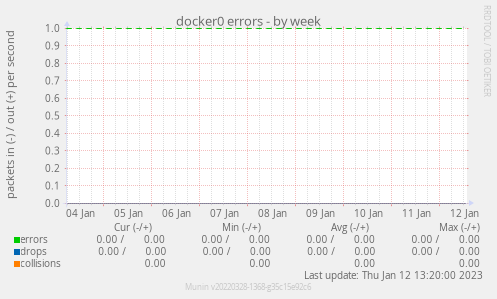 docker0 errors - by week
RRDTOOL / TOBI OETIKER
packets in (-) / out (+) per second
1.0
0.9
0.8
0.7
0.6
0.5
0.4
0.3
0.2
0.1
0.0
04 Jan 05 Jan 06 Jan 07 Jan 08 Jan 09 Jan 10 Jan 11 Jan 12 Jan
Cur (-/+) Min (-/+) Avg (-/+) Max (-/+)
errors 0.00 / 0.00 0.00 / 0.00 0.00 / 0.00 0.00 / 0.00
drops 0.00 / 0.00 0.00 / 0.00 0.00 / 0.00 0.00 / 0.00
collisions 0.00 0.00 0.00 0.00
Last update: Thu Jan 12 13:20:00 2023
Munin v20220328-1368-g35c15e92c6